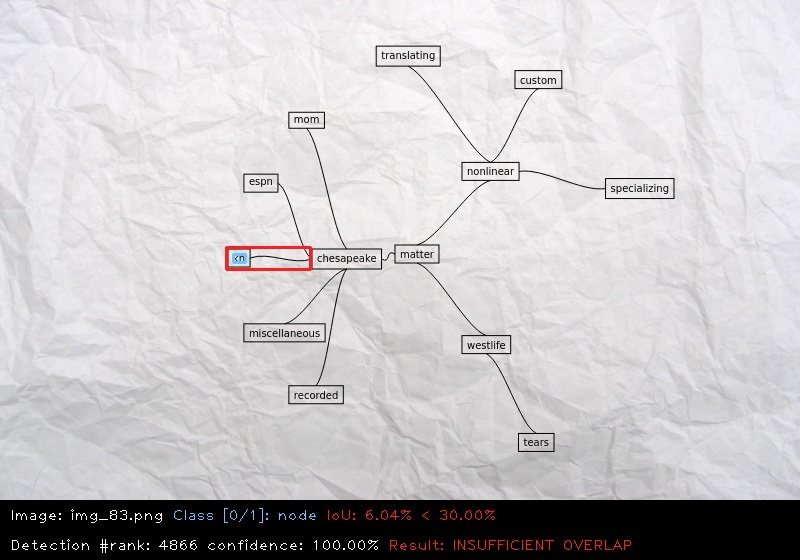 translating
custom
mom
nonlinear
espn
specializing
cn
chesapeake
matter
miscellaneous
westlife
recorded
tears
Image: img_83.png Class [0/1]: node IoU: 6.04% < 30.00%
Detection #rank: 4866 confidence: 100.00% Result: INSUFFICIENT OVERLAP